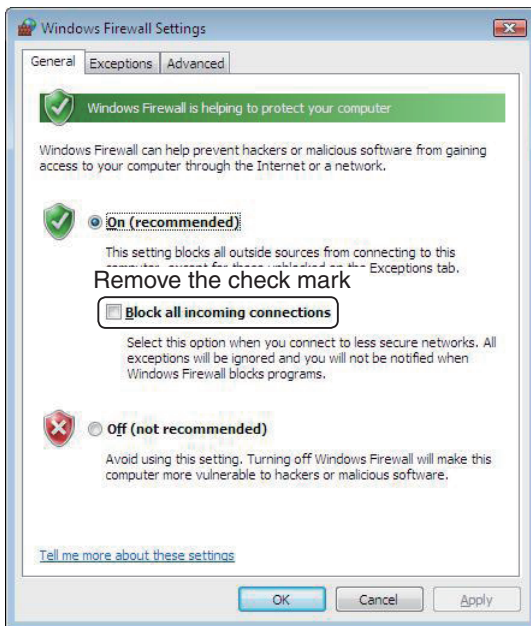 Windows Firewall Settings
General Exceptions Advanced
Windows Firewall is helping to protect your computer
Windows Firewall can help prevent hackers or malicious software from gaining
access to your computer through the Internet or a network.
On (recommended)
This setting blocks all outside sources from connecting to this
Exceptions tab.
Remove the check mark
Block all incoming connections
Select this option when you connect to less secure networks. All
exceptions will be ignored and you will not be notified when
Windows Firewall blocks programs.
Off (not recommended)
Avoid using this setting. Turning off Windows Firewall will make this
computer more vulnerable to hackers or malicious software.
Tell me more about these settings
OK Cancel Apply